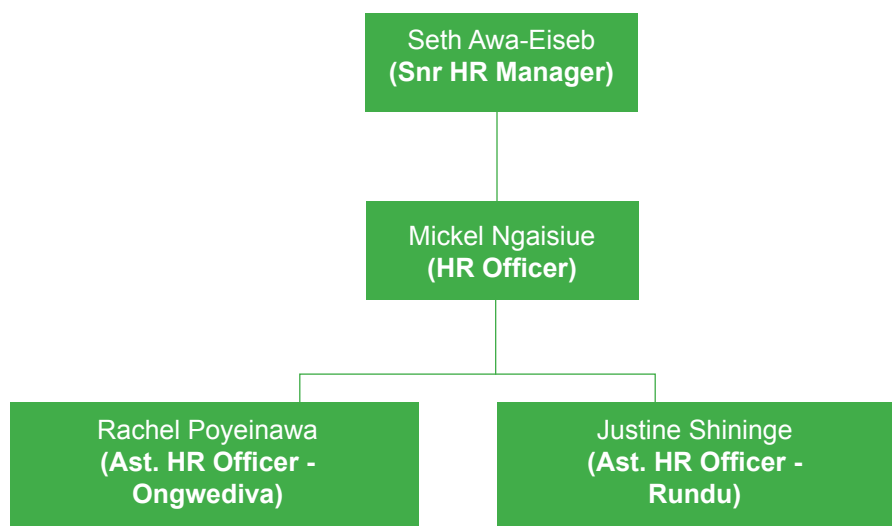 Seth Awa-Eiseb
(Snr HR Manager)
Mickel Ngaisiue
(HR Officer)
Rachel Poyeinawa
(Ast. HR Officer -
Ongwediva)
Justine Shininge
(Ast. HR Officer -
Rundu)